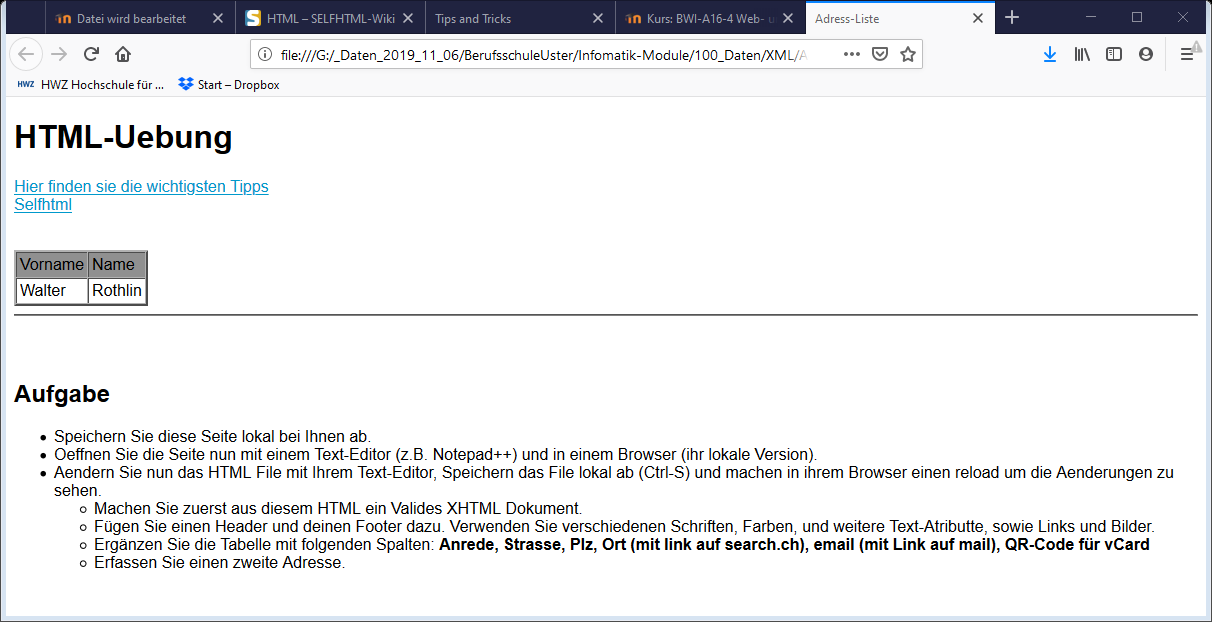 Datei wird bearbeitet
HTML – SELFHTML-Wiki
Tips and Tricks
Kurs: BWI-A16-4 Web- u
Adress-Liste
file:///G:/_Daten_2019_11_06/BerufsschuleUster/Infomatik-Module/100_Daten/XML/A
HWZ HWZ Hochschule für ...
Start – Dropbox
HTML-Uebung
Hier finden sie die wichtigsten Tipps
Selfhtml
Vorname Name
Walter Rothlin
Aufgabe
Speichern Sie diese Seite lokal bei Ihnen ab.
Oeffnen Sie die Seite nun mit einem Text-Editor (z.B. Notepad++) und in einem Browser (ihr lokale Version).
Aendern Sie nun das HTML File mit Ihrem Text-Editor, Speichern das File lokal ab (Ctrl-S) und machen in ihrem Browser einen reload um die Aenderungen zu
sehen.
Machen Sie zuerst aus diesem HTML ein Valides XHTML Dokument.
Fügen Sie einen Header und deinen Footer dazu. Verwenden Sie verschiedenen Schriften, Farben, und weitere Text-Atributte, sowie Links und Bilder.
Ergänzen Sie die Tabelle mit folgenden Spalten: Anrede, Strasse, Plz, Ort (mit link auf search.ch), email (mit Link auf mail), QR-Code für vCard
Erfassen Sie einen zweite Adresse.